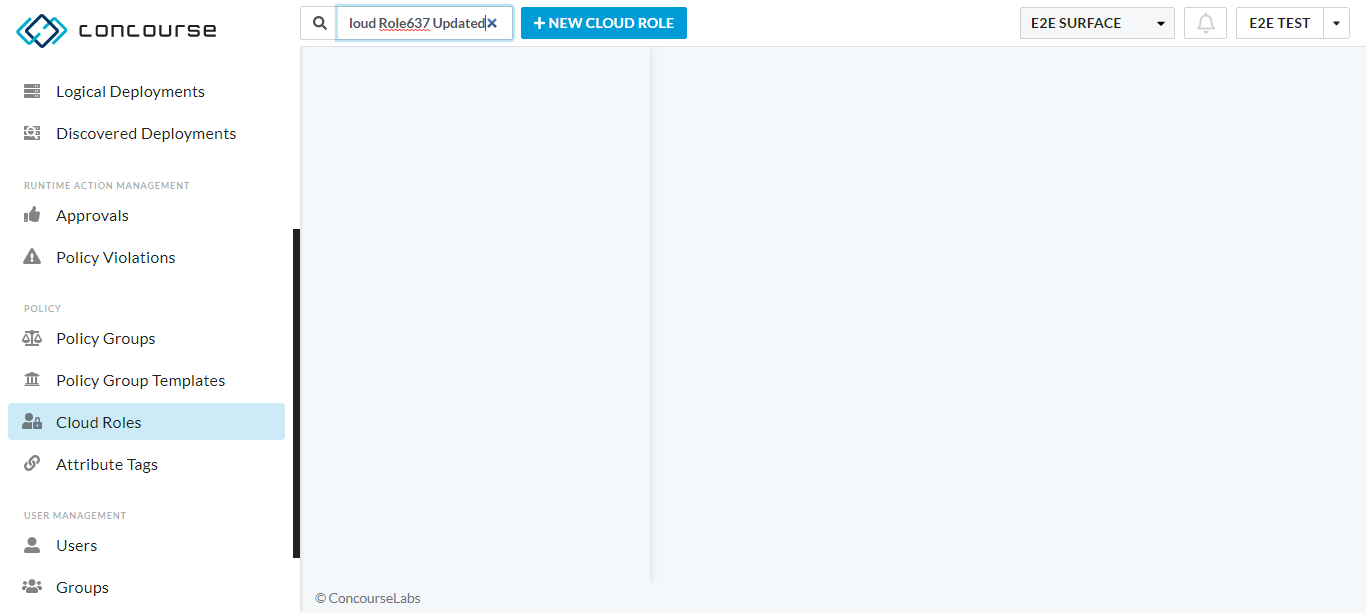 concourse
loud Role637 Updated
NEW CLOUD ROLE
E2E SURFACE
E2E TEST
Logical Deployments
Discovered Deployments
RUNTIME ACTION MANAGEMENT
Approvals
Policy Violations
POLICY
Policy Groups
Policy Group Templates
Cloud Roles
Attribute Tags
USER MANAGEMENT
Users
Groups
© ConcourseLabs